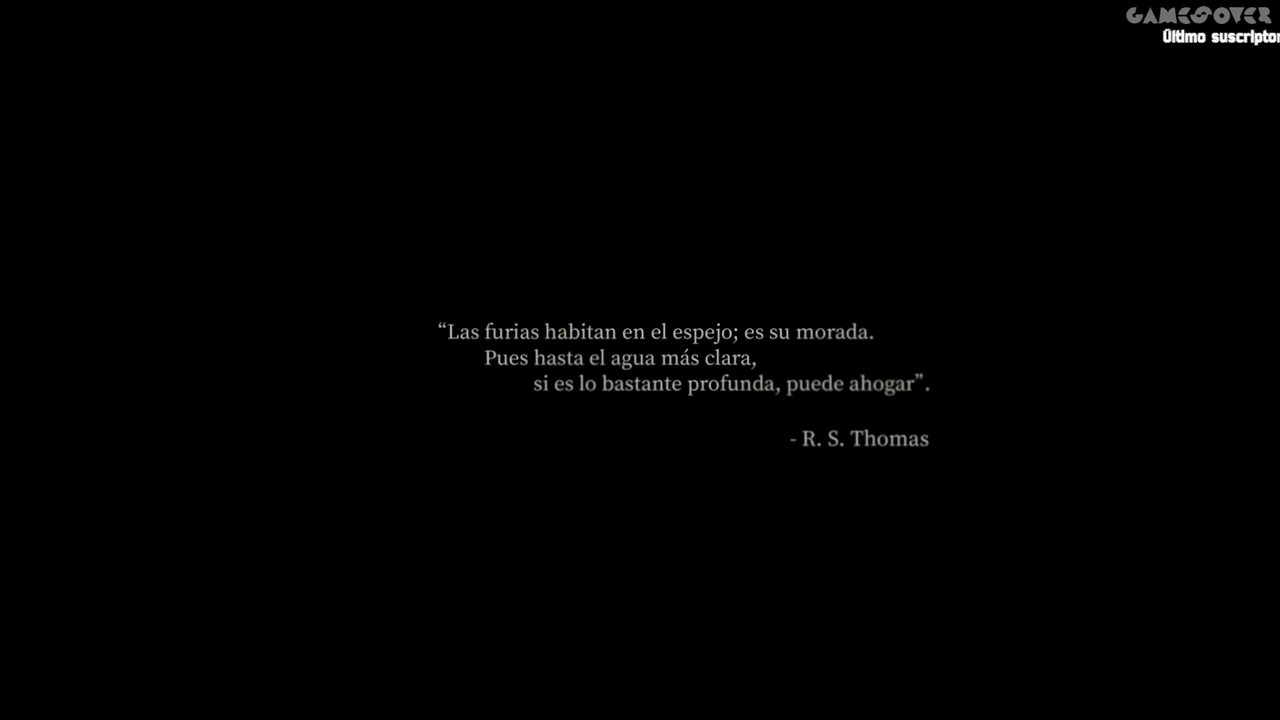 GAMESOVER
Último suscriptor
“Las furias habitan en el espejo; es su morada.
Pues hasta el agua más clara,
si es lo bastante profunda, puede ahogar”.
- R. S. Thomas